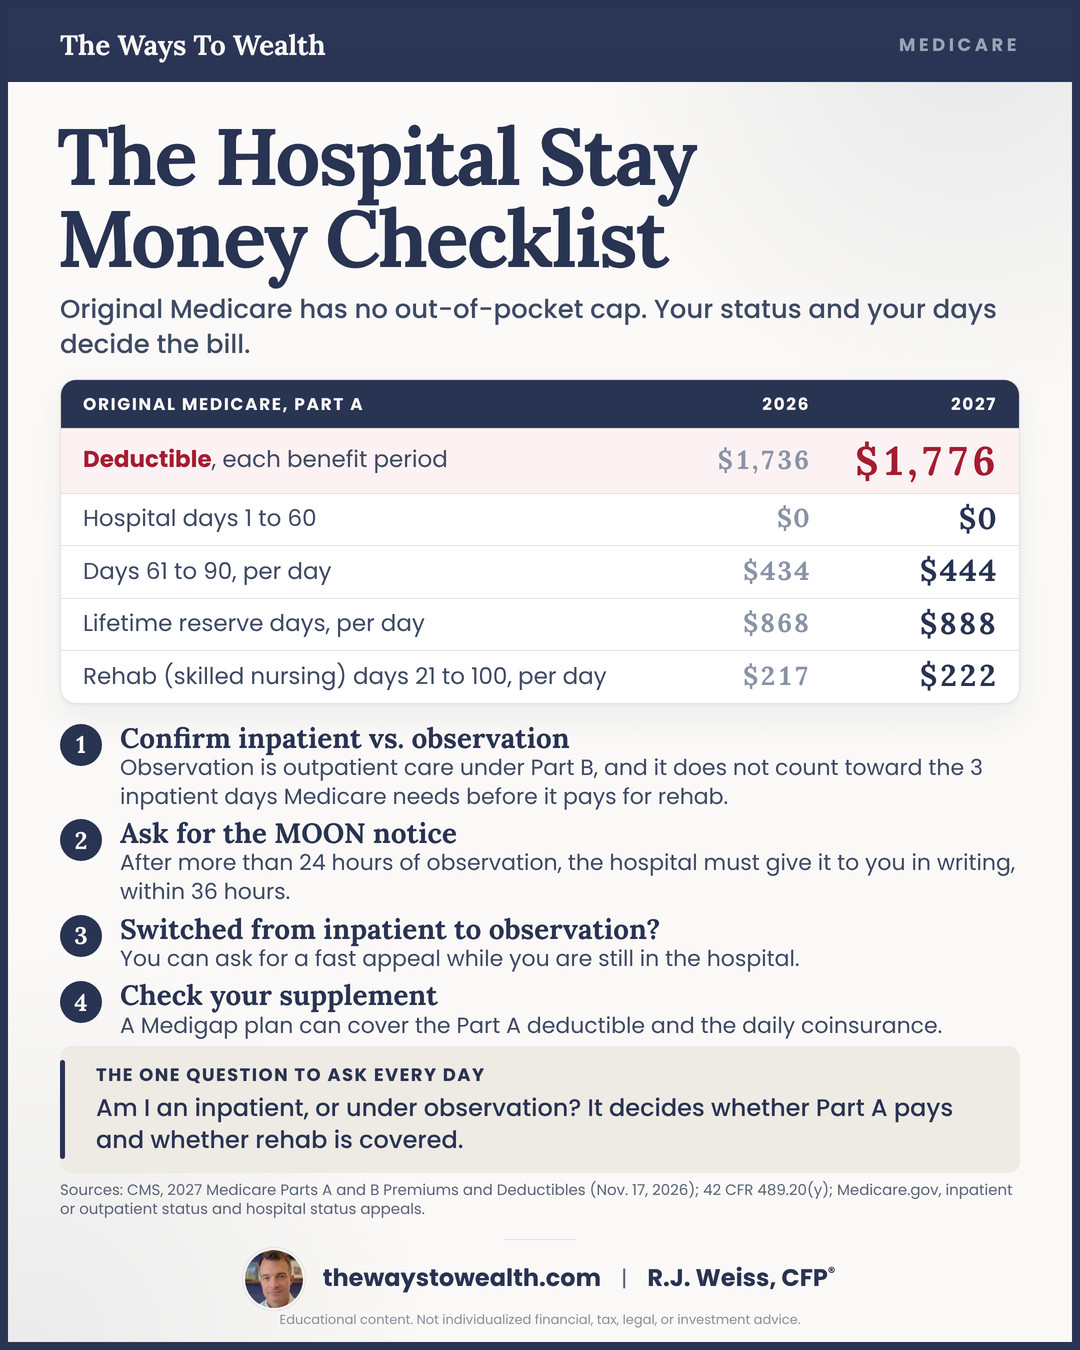 The Ways To Wealth
MEDICARE
The Hospital Stay
Money Checklist
Original Medicare has no out-of-pocket cap. Your status and your days
decide the bill.
ORIGINAL MEDICARE, PART A 2026 2027
Deductible, each benefit period $1,736 $1,776
Hospital days 1 to 60 $0 $0
Days 61 to 90, per day $434 $444
Lifetime reserve days, per day $868 $888
Rehab (skilled nursing) days 21 to 100, per day $217 $222
1 Confirm inpatient vs. observation
Observation is outpatient care under Part B, and it does not count toward the 3
inpatient days Medicare needs before it pays for rehab.
2 Ask for the MOON notice
After more than 24 hours of observation, the hospital must give it to you in writing,
within 36 hours.
3 Switched from inpatient to observation?
You can ask for a fast appeal while you are still in the hospital.
4 Check your supplement
A Medigap plan can cover the Part A deductible and the daily coinsurance.
THE ONE QUESTION TO ASK EVERY DAY
Am I an inpatient, or under observation? It decides whether Part A pays
and whether rehab is covered.
Sources: CMS, 2027 Medicare Parts A and B Premiums and Deductibles (Nov. 17, 2026); 42 CFR 489.20(y); Medicare.gov, inpatient
or outpatient status and hospital status appeals.
thewaystowealth.com | R.J. Weiss, CFP®
Educational content. Not individualized financial, tax, legal, or investment advice.